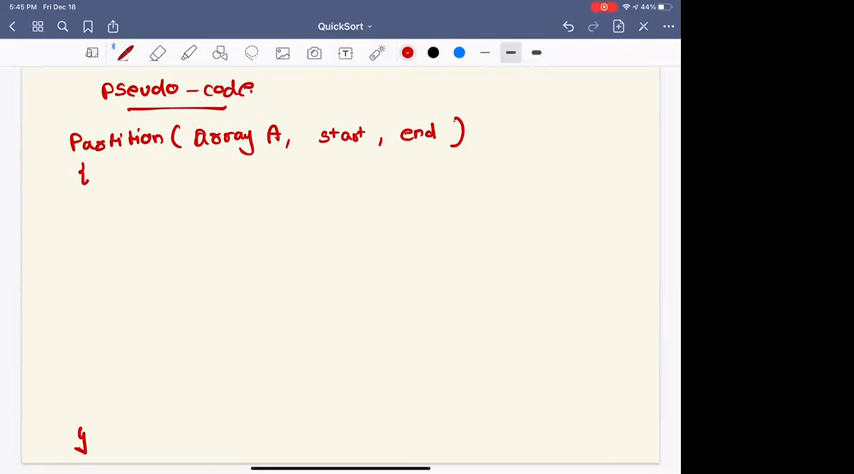 5:45 PM Fri Dec 18
44%
QuickSort
T
Pseudo-code
Partition( array A, start, end )
{
}